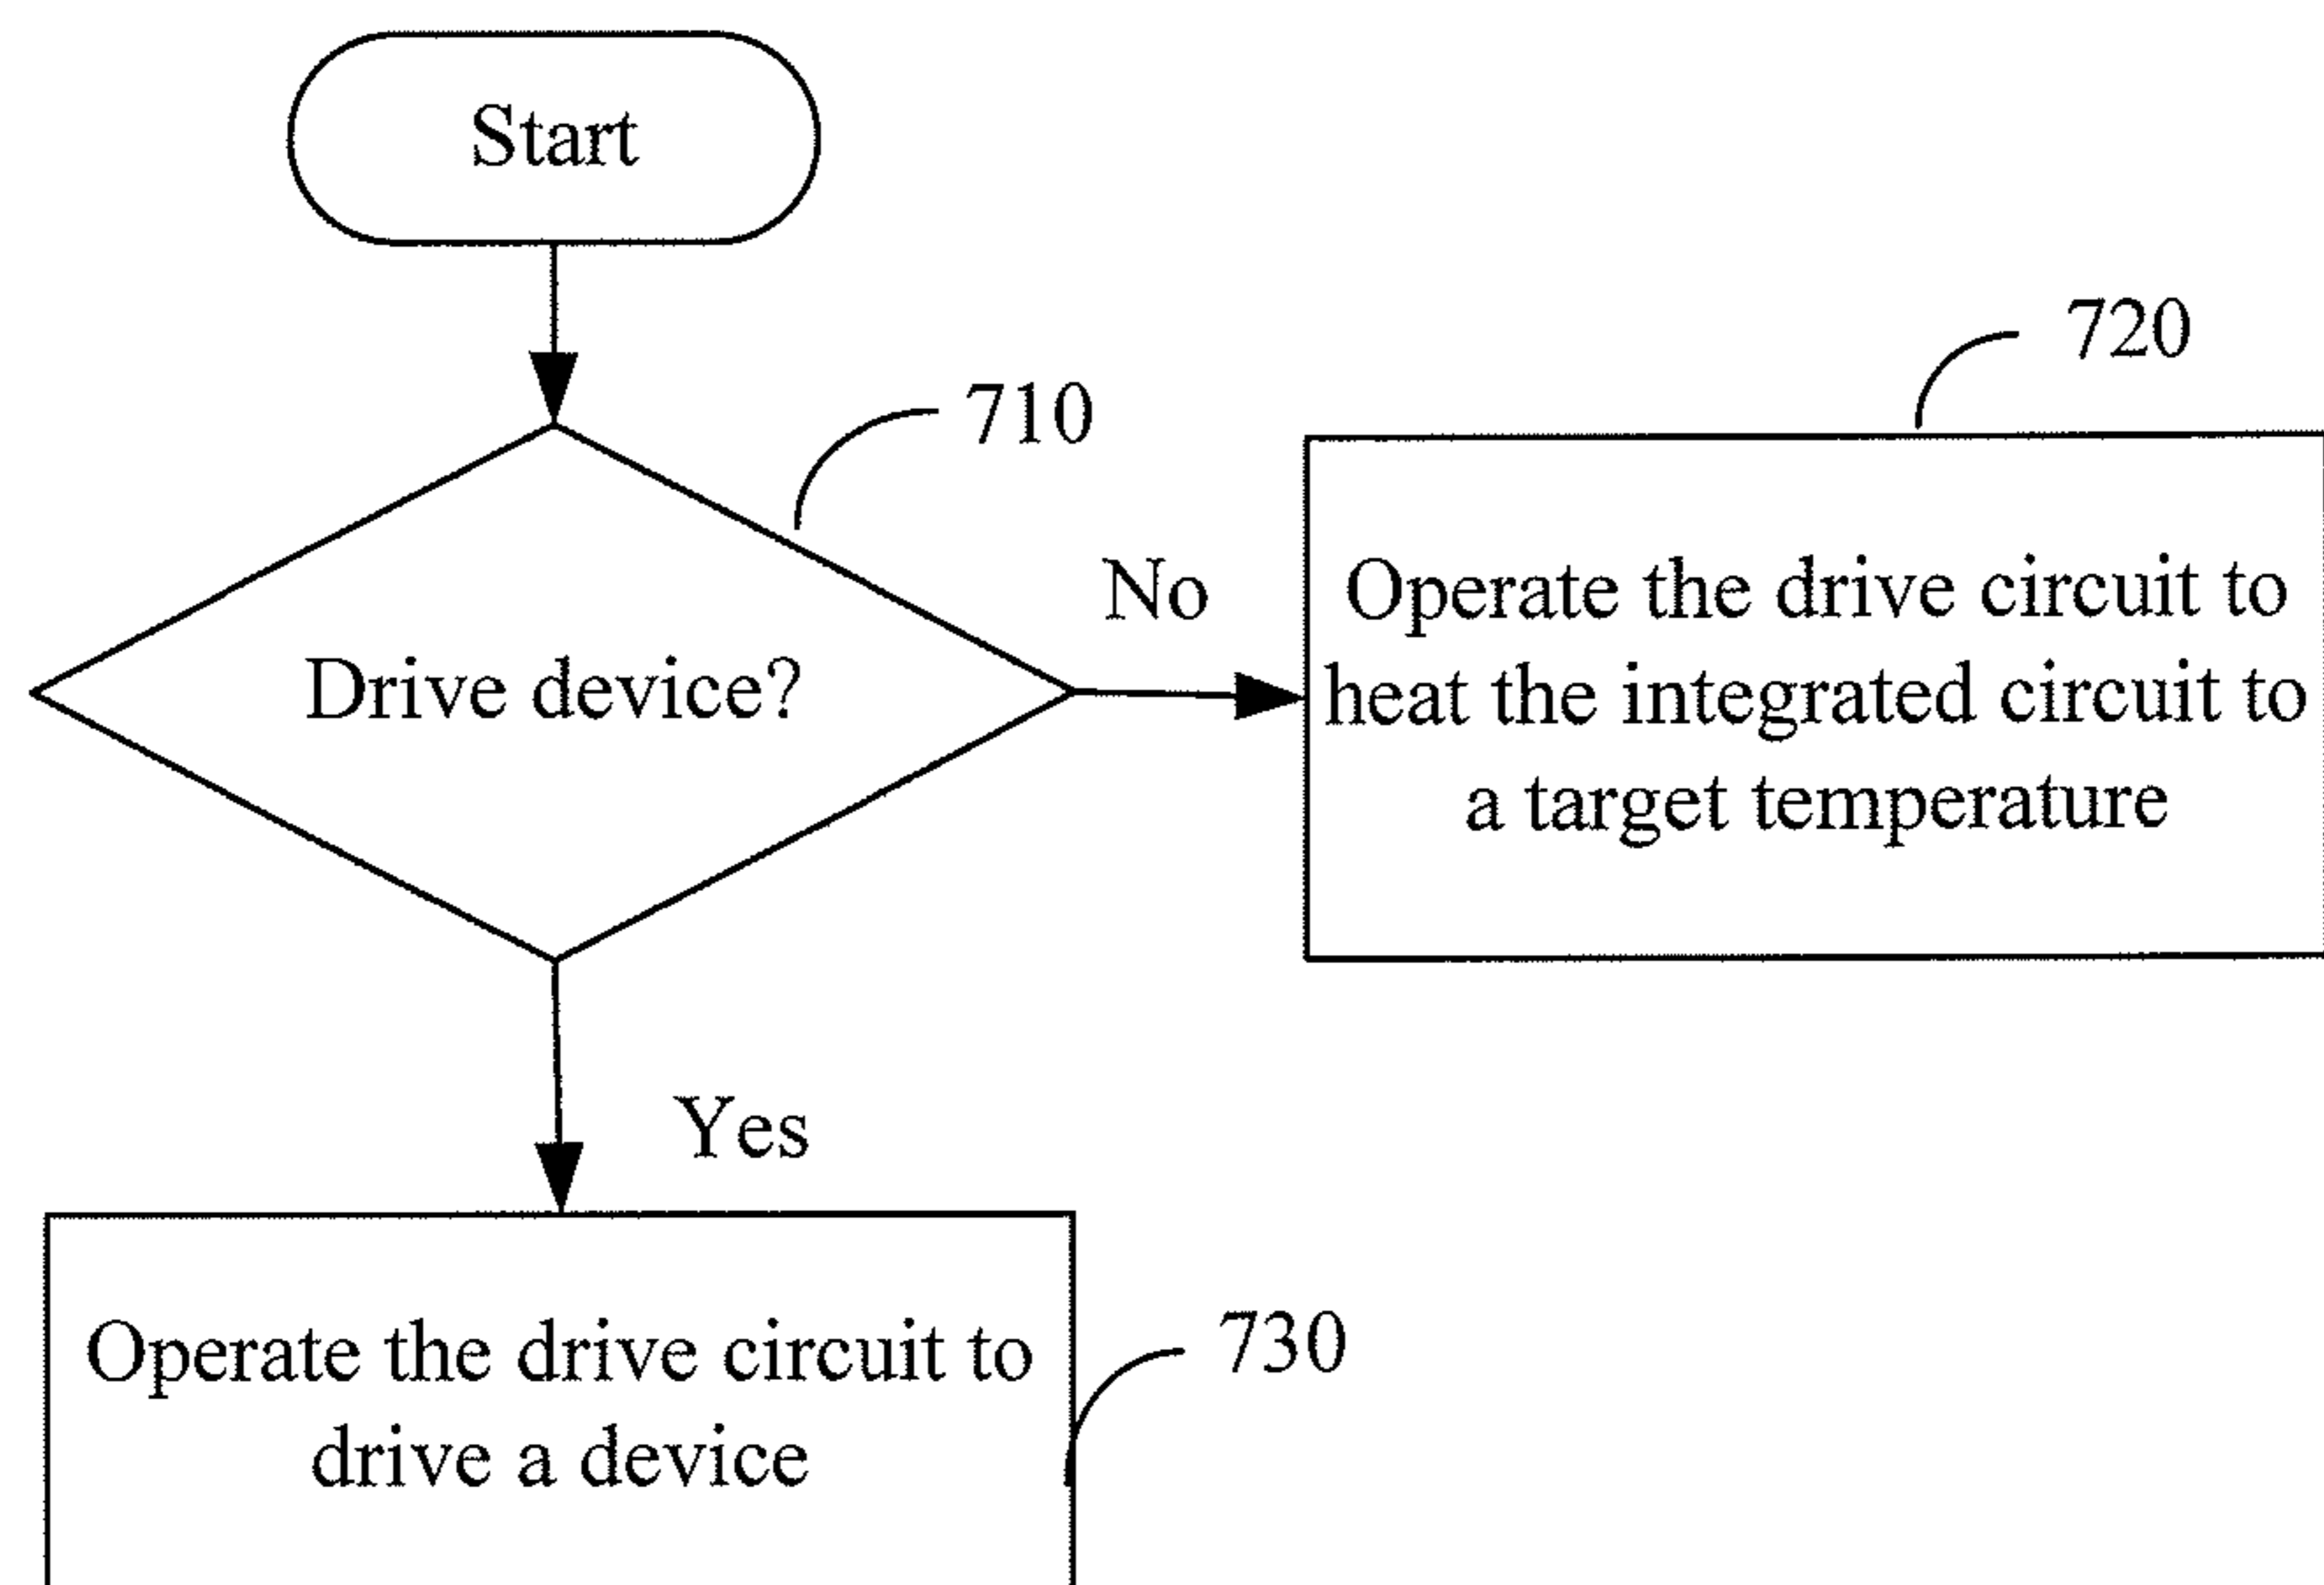 Start
710
720
Drive device?
No
Operate the drive circuit to
heat the integrated circuit to
a target temperature
Yes
Operate the drive circuit to
drive a device
730